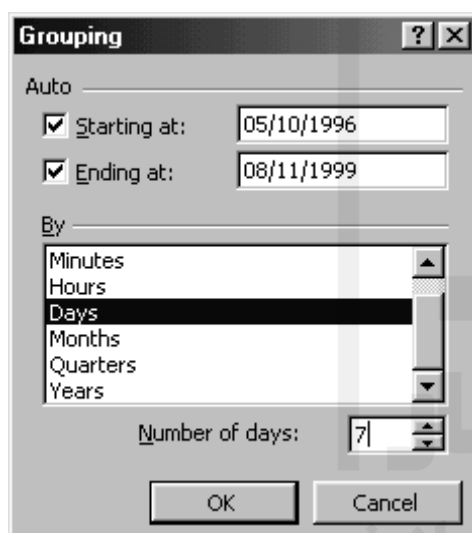 Grouping
Auto
Starting at: 05/10/1996
Ending at: 08/11/1999
By
Minutes
Hours
Days
Months
Quarters
Years
Number of days: 7
OK Cancel